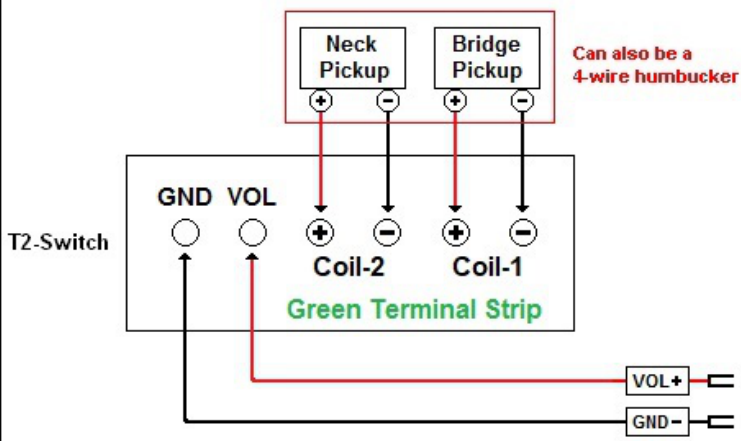 Neck
Pickup
+ −
Bridge
Pickup
+ −
Can also be a
4-wire humbucker
T2-Switch
GND VOL
+ − + −
Coil-2 Coil-1
Green Terminal Strip
VOL+
GND−